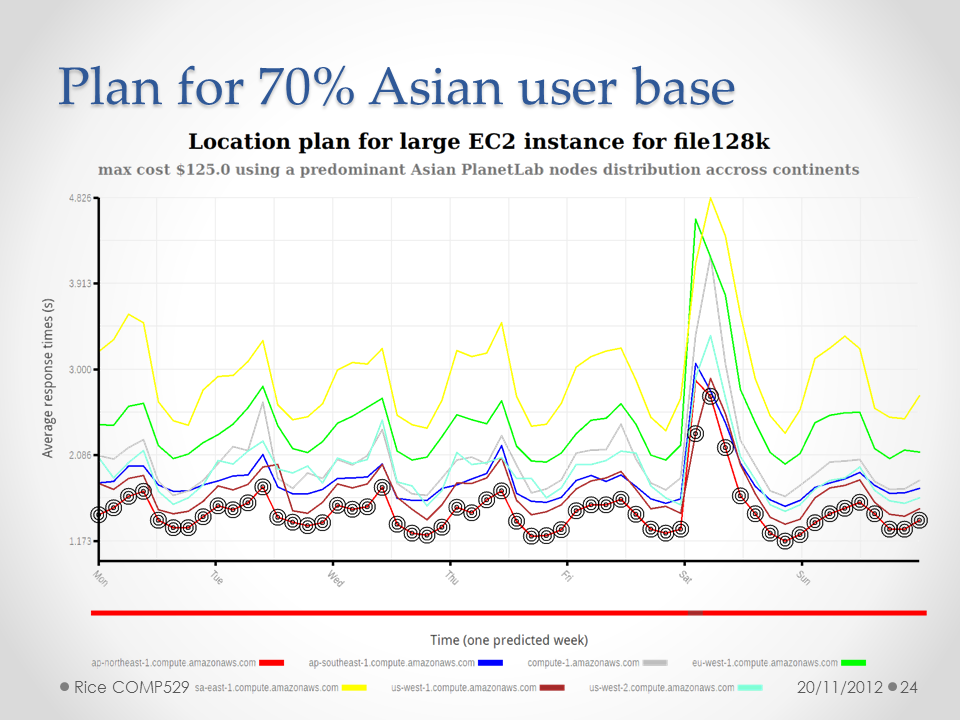 Plan for 70% Asian user base
Location plan for large EC2 instance for file128k
max cost $125.0 using a predominant Asian PlanetLab nodes distribution accross continents
Average response times (s)
4.826
3.913
3.000
2.086
1.173
Mon Tue Wed Thu Fri Sat Sun
Time (one predicted week)
ap-northeast-1.compute.amazonaws.com ap-southeast-1.compute.amazonaws.com compute-1.amazonaws.com eu-west-1.compute.amazonaws.com
sa-east-1.compute.amazonaws.com us-west-1.compute.amazonaws.com us-west-2.compute.amazonaws.com
Rice COMP529 20/11/2012 24